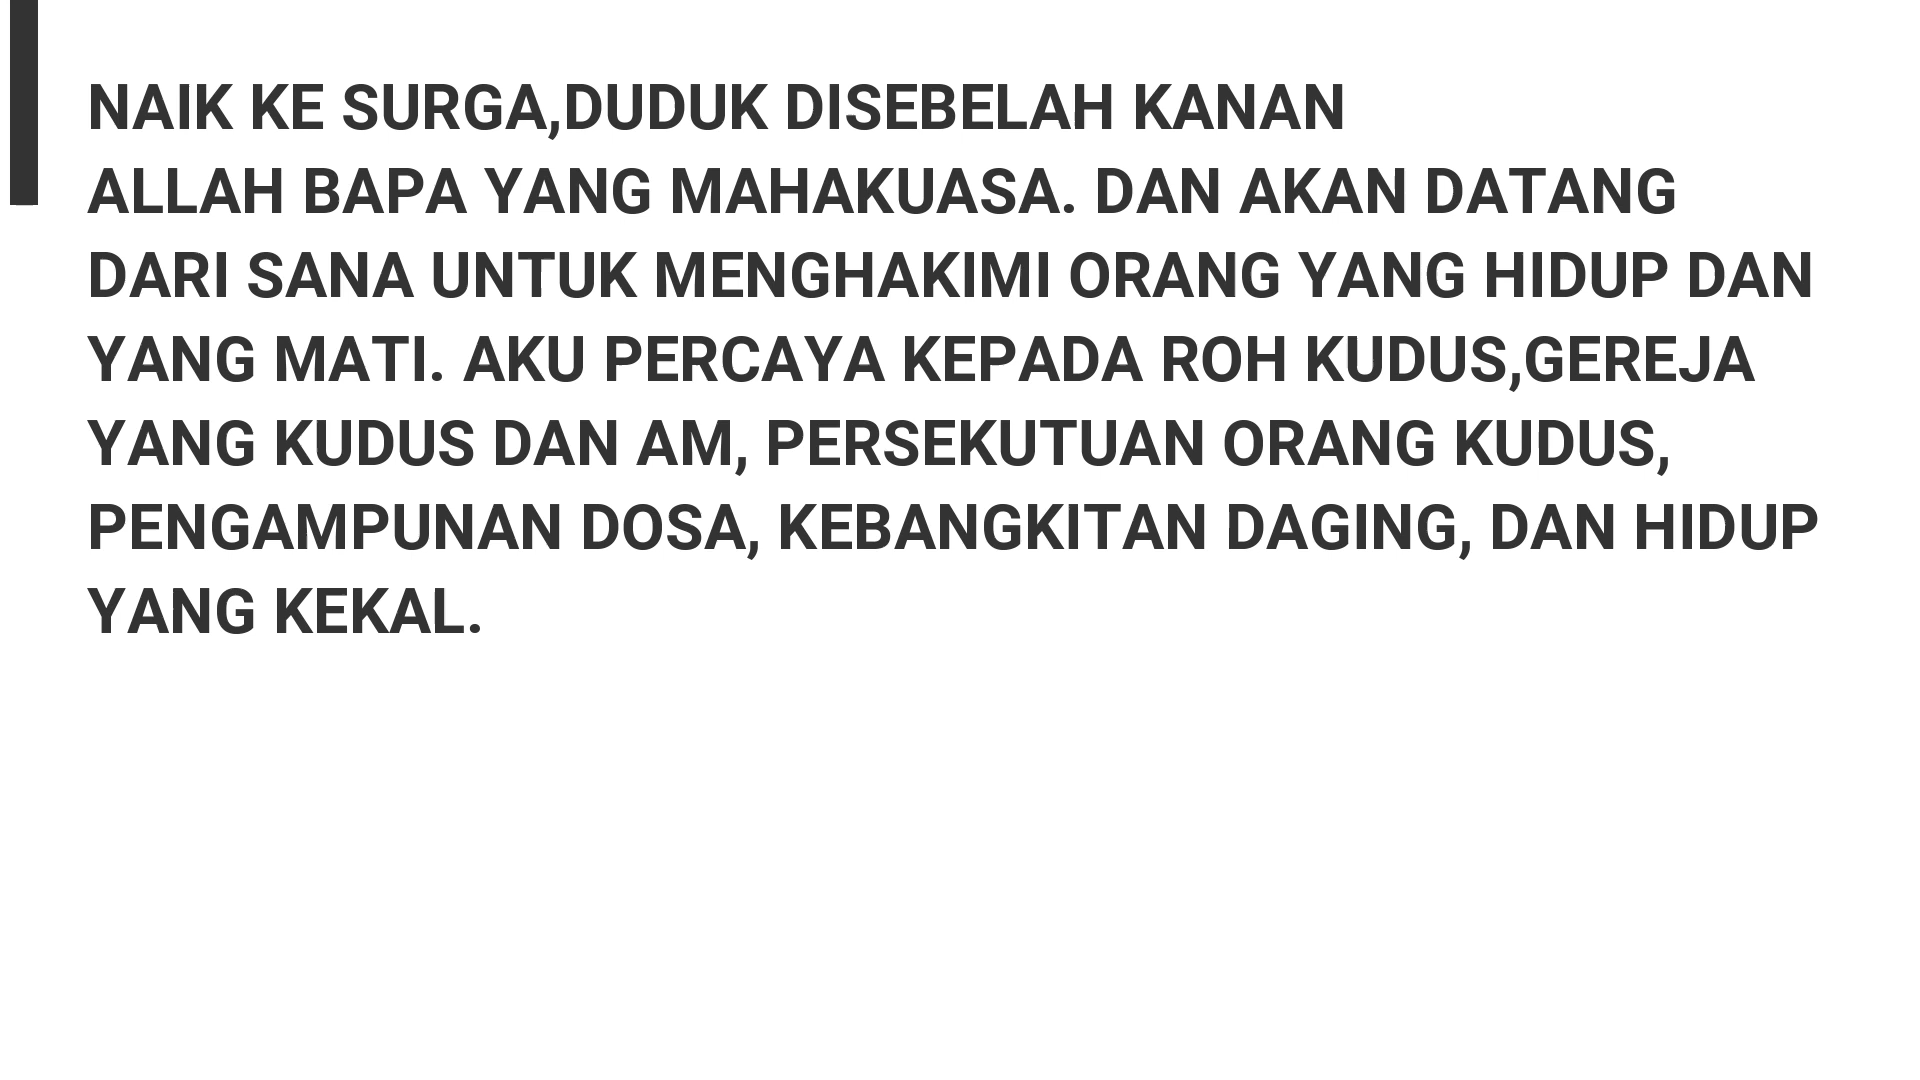 NAIK KE SURGA,DUDUK DISEBELAH KANAN
ALLAH BAPA YANG MAHAKUASA. DAN AKAN DATANG
DARI SANA UNTUK MENGHAKIMI ORANG YANG HIDUP DAN
YANG MATI. AKU PERCAYA KEPADA ROH KUDUS,GEREJA
YANG KUDUS DAN AM, PERSEKUTUAN ORANG KUDUS,
PENGAMPUNAN DOSA, KEBANGKITAN DAGING, DAN HIDUP
YANG KEKAL.